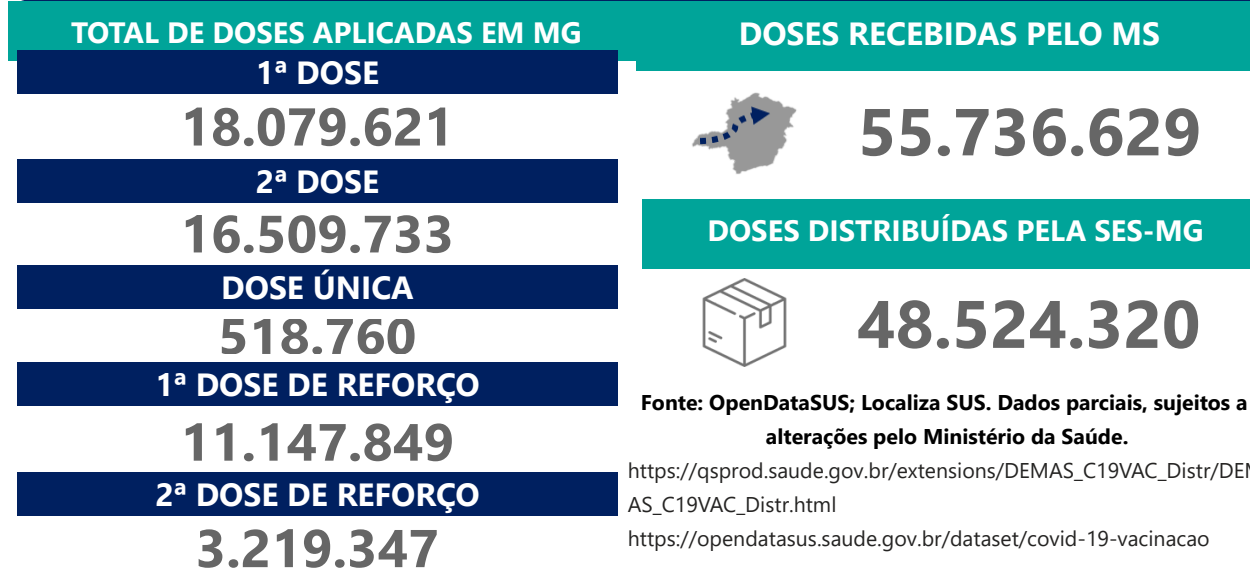 TOTAL DE DOSES APLICADAS EM MG
1ª DOSE
18.079.621
2ª DOSE
16.509.733
DOSE ÚNICA
518.760
1ª DOSE DE REFORÇO
11.147.849
2ª DOSE DE REFORÇO
3.219.347
DOSES RECEBIDAS PELO MS
55.736.629
DOSES DISTRIBUÍDAS PELA SES-MG
48.524.320
Fonte: OpenDataSUS; Localiza SUS. Dados parciais, sujeitos a
alterações pelo Ministério da Saúde.
https://qsprod.saude.gov.br/extensions/DEMAS_C19VAC_Distr/DEM
AS_C19VAC_Distr.html
https://opendatasus.saude.gov.br/dataset/covid-19-vacinacao